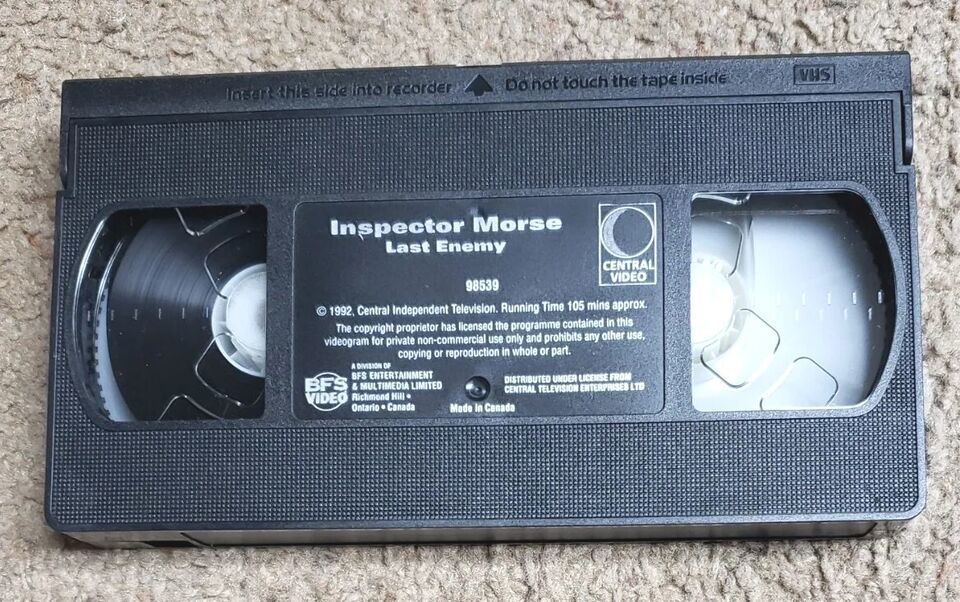 Insert this side into recorder Do not touch the tape inside VHS
Inspector Morse
Last Enemy
CENTRAL
VIDEO
98539
© 1992, Central Independent Television. Running Time 105 mins approx.
The copyright proprietor has licensed the programme contained in this
videogram for private non-commercial use only and prohibits any other use,
copying or reproduction in whole or part.
BFS
VIDEO
A DIVISION OF
BFS ENTERTAINMENT
& MULTIMEDIA LIMITED
Richmond Hill •
Ontario • Canada
Made in Canada
DISTRIBUTED UNDER LICENSE FROM
CENTRAL TELEVISION ENTERPRISES LTD